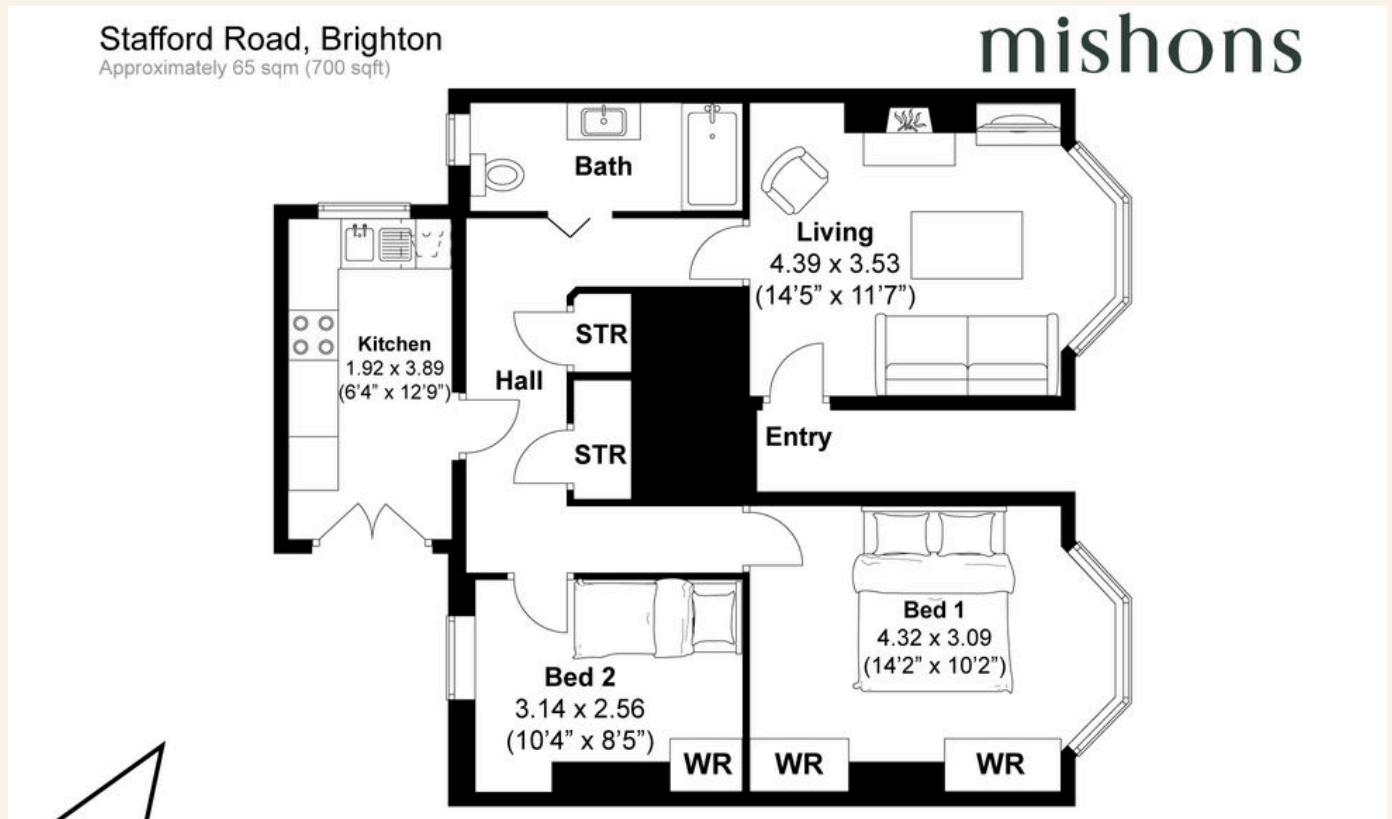 Stafford Road, Brighton
Approximately 65 sqm (700 sqft)
mishons
Bath
Living
4.39 x 3.53
(14’5” x 11’7”)
Kitchen
1.92 x 3.89
(6’4” x 12’9”)
STR
Hall
STR
Entry
Bed 1
4.32 x 3.09
(14’2” x 10’2”)
Bed 2
3.14 x 2.56
(10’4” x 8’5”)
WR
WR
WR